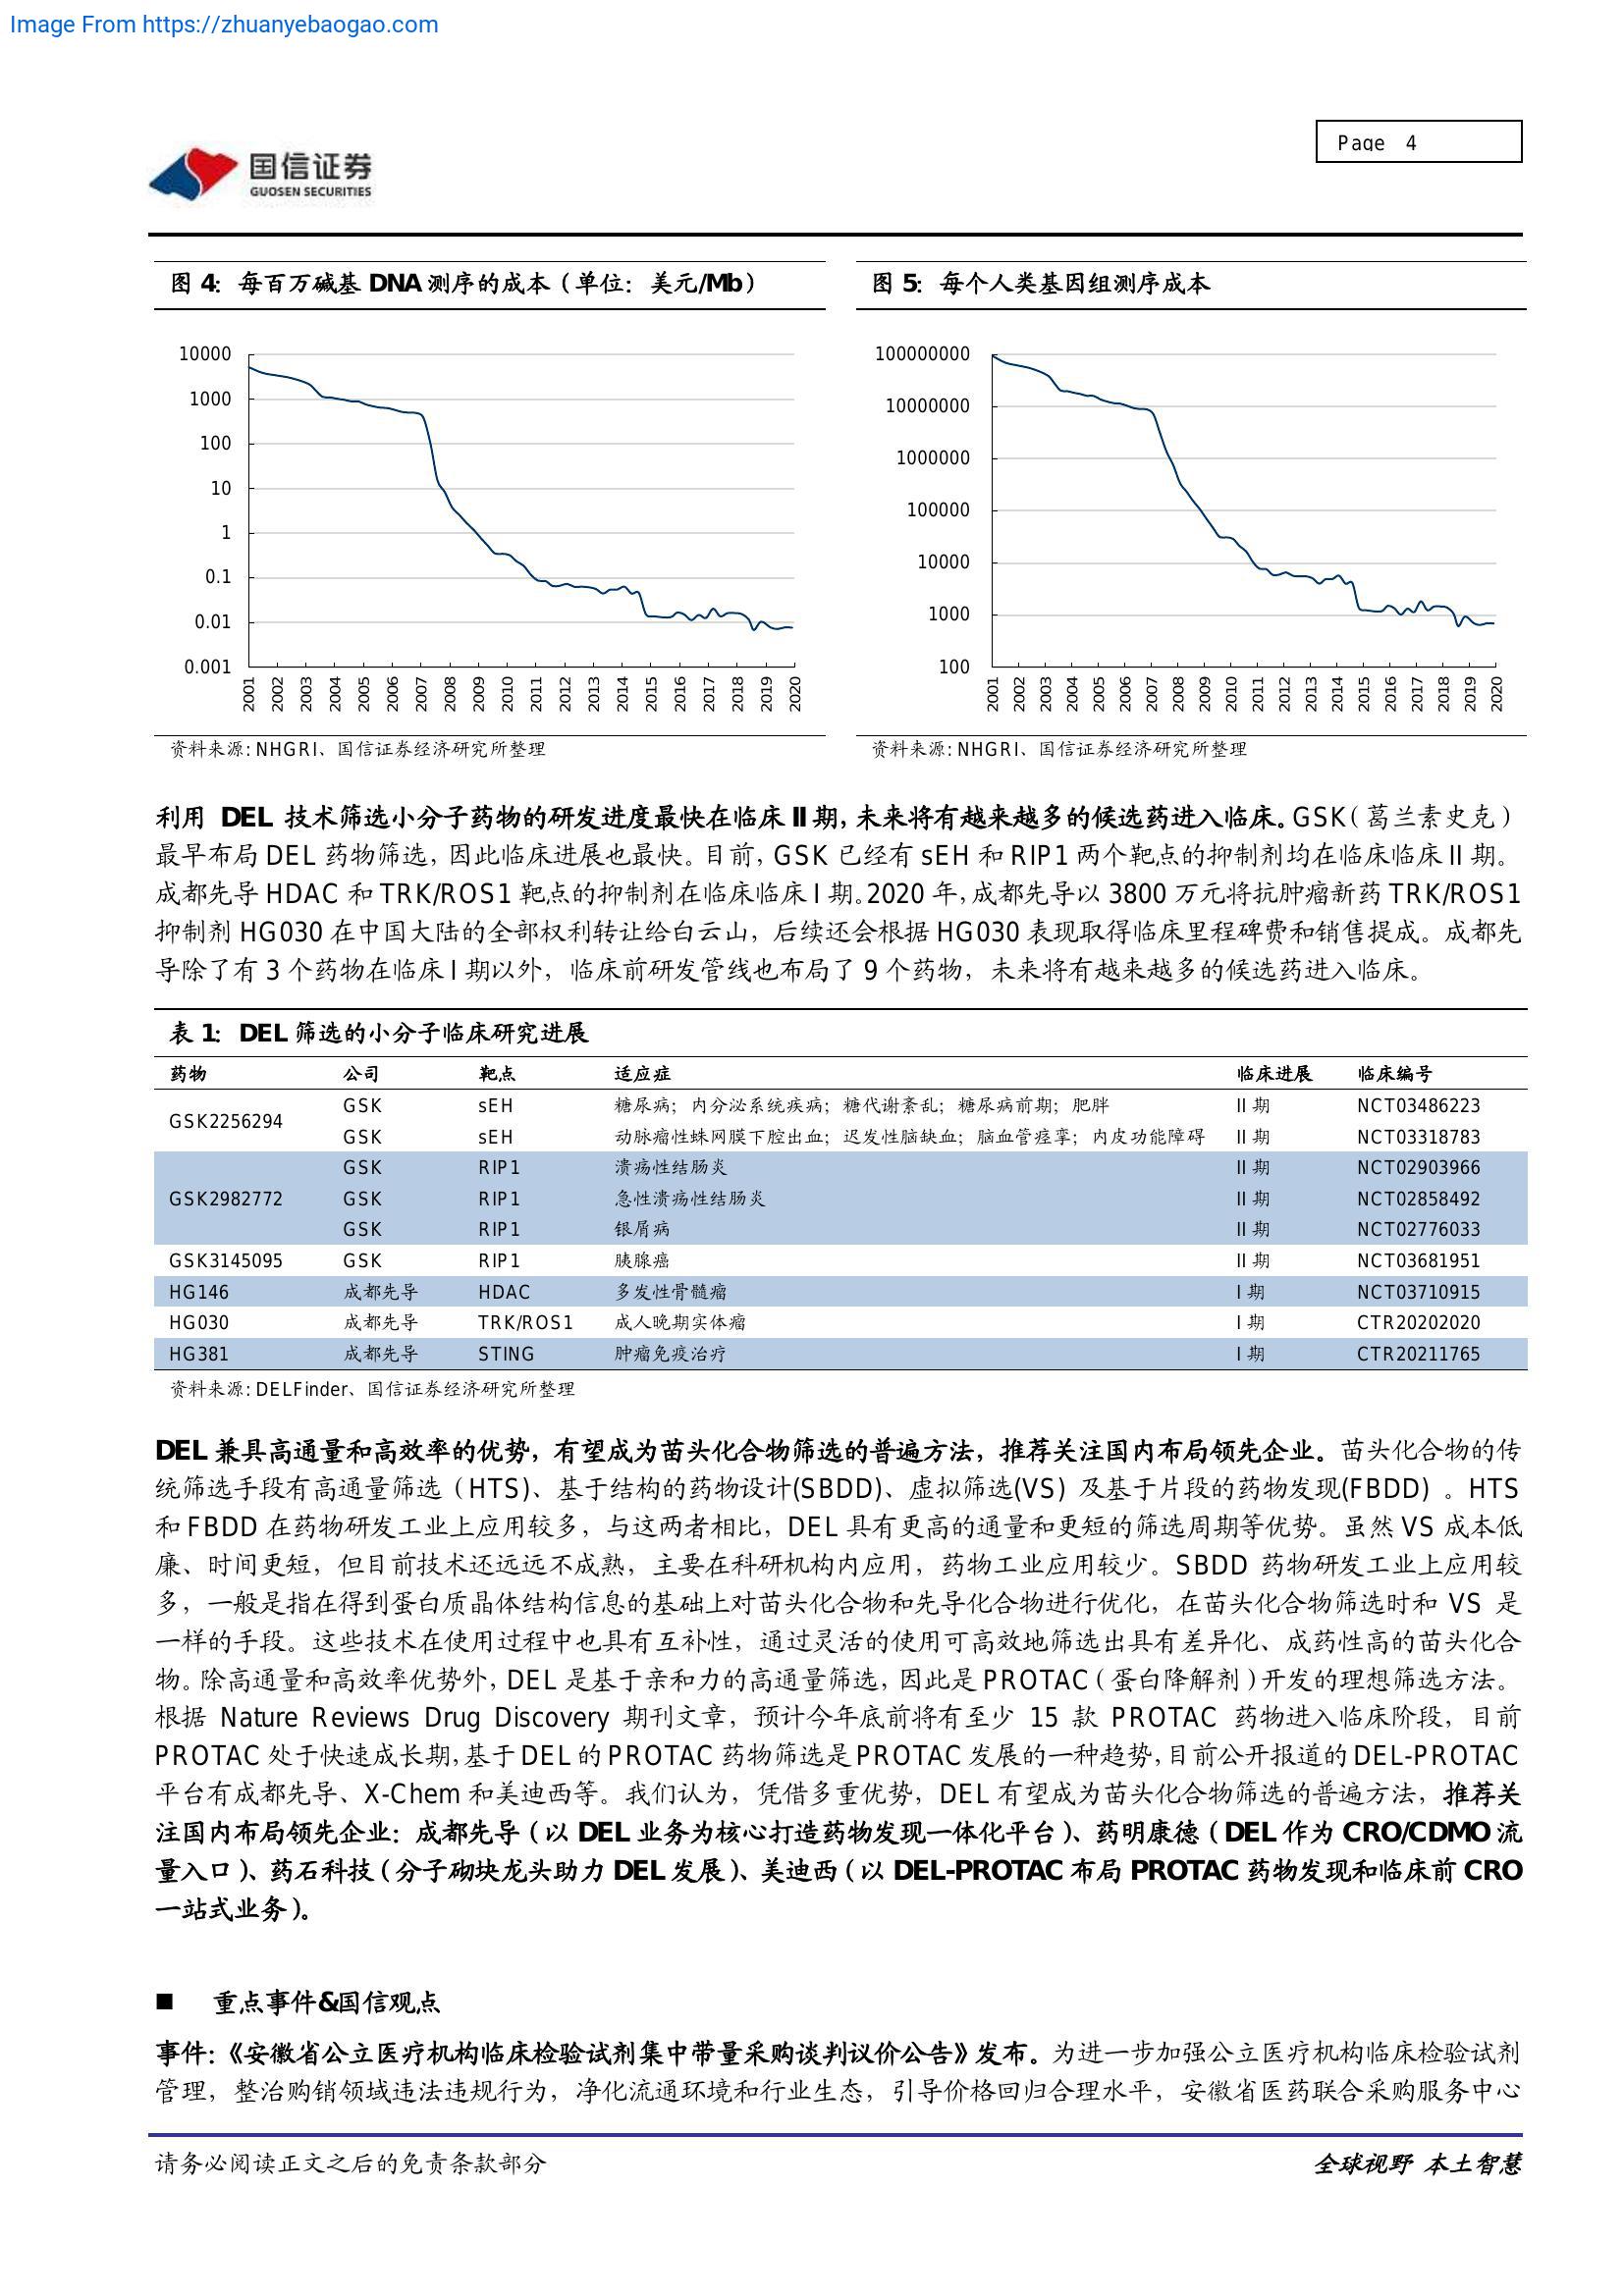 Image From https://zhuanyebaogao.com
Page 4
国信证券
GUOSEN SECURITIES
图 4：每百万碱基 DNA 测序的成本（单位：美元/Mb）
10000
1000
100
10
1
0.1
0.01
0.001
2001 2002 2003 2004 2005 2006 2007 2008 2009 2010 2011 2012 2013 2014 2015 2016 2017 2018 2019 2020
资料来源: NHGRI、国信证券经济研究所整理
图 5：每个人类基因组测序成本
100000000
10000000
1000000
100000
10000
1000
100
2001 2002 2003 2004 2005 2006 2007 2008 2009 2010 2011 2012 2013 2014 2015 2016 2017 2018 2019 2020
资料来源: NHGRI、国信证券经济研究所整理
利用 DEL 技术筛选小分子药物的研发进度最快在临床 II 期，未来将有越来越多的候选药进入临床。GSK（葛兰素史克）
最早布局 DEL 药物筛选，因此临床进展也最快。目前，GSK 已经有 sEH 和 RIP1 两个靶点的抑制剂均在临床临床 II 期。
成都先导 HDAC 和 TRK/ROS1 靶点的抑制剂在临床临床 I 期。2020 年，成都先导以 3800 万元将抗肿瘤新药 TRK/ROS1
抑制剂 HG030 在中国大陆的全部权利转让给白云山，后续还会根据 HG030 表现取得临床里程碑费和销售提成。成都先
导除了有 3 个药物在临床 I 期以外，临床前研发管线也布局了 9 个药物，未来将有越来越多的候选药进入临床。
表 1：DEL 筛选的小分子临床研究进展
药物 公司 靶点 适应症 临床进展 临床编号
GSK2256294 GSK sEH 糖尿病；内分泌系统疾病；糖代谢紊乱；糖尿病前期；肥胖 II 期 NCT03486223
GSK sEH 动脉瘤性蛛网膜下腔出血；迟发性脑缺血；脑血管痉挛；内皮功能障碍 II 期 NCT03318783
GSK RIP1 溃疡性结肠炎 II 期 NCT02903966
GSK2982772 GSK RIP1 急性溃疡性结肠炎 II 期 NCT02858492
GSK RIP1 银屑病 II 期 NCT02776033
GSK3145095 GSK RIP1 胰腺癌 II 期 NCT03681951
HG146 成都先导 HDAC 多发性骨髓瘤 I 期 NCT03710915
HG030 成都先导 TRK/ROS1 成人晚期实体瘤 I 期 CTR20202020
HG381 成都先导 STING 肿瘤免疫治疗 I 期 CTR20211765
资料来源: DELFinder、国信证券经济研究所整理
DEL 兼具高通量和高效率的优势，有望成为苗头化合物筛选的普遍方法，推荐关注国内布局领先企业。苗头化合物的传
统筛选手段有高通量筛选（HTS)、基于结构的药物设计(SBDD)、虚拟筛选(VS) 及基于片段的药物发现(FBDD) 。HTS
和 FBDD 在药物研发工业上应用较多，与这两者相比，DEL 具有更高的通量和更短的筛选周期等优势。虽然 VS 成本低
廉、时间更短，但目前技术还远远不成熟，主要在科研机构内应用，药物工业应用较少。SBDD 药物研发工业上应用较
多，一般是指在得到蛋白质晶体结构信息的基础上对苗头化合物和先导化合物进行优化，在苗头化合物筛选时和 VS 是
一样的手段。这些技术在使用过程中也具有互补性，通过灵活的使用可高效地筛选出具有差异化、成药性高的苗头化合
物。除高通量和高效率优势外，DEL 是基于亲和力的高通量筛选，因此是 PROTAC（蛋白降解剂）开发的理想筛选方法。
根据 Nature Reviews Drug Discovery 期刊文章，预计今年底前将有至少 15 款 PROTAC 药物进入临床阶段，目前
PROTAC 处于快速成长期，基于 DEL 的 PROTAC 药物筛选是 PROTAC 发展的一种趋势，目前公开报道的 DEL-PROTAC
平台有成都先导、X-Chem 和美迪西等。我们认为，凭借多重优势，DEL 有望成为苗头化合物筛选的普遍方法，推荐关
注国内布局领先企业：成都先导（以 DEL 业务为核心打造药物发现一体化平台）、药明康德（DEL 作为 CRO/CDMO 流
量入口）、药石科技（分子砌块龙头助力 DEL 发展）、美迪西（以 DEL-PROTAC 布局 PROTAC 药物发现和临床前 CRO
一站式业务）。
■ 重点事件&国信观点
事件：《安徽省公立医疗机构临床检验试剂集中带量采购谈判议价公告》发布。为进一步加强公立医疗机构临床检验试剂
管理，整治购销领域违法违规行为，净化流通环境和行业生态，引导价格回归合理水平，安徽省医药联合采购服务中心
请务必阅读正文之后的免责条款部分
全球视野 本土智慧